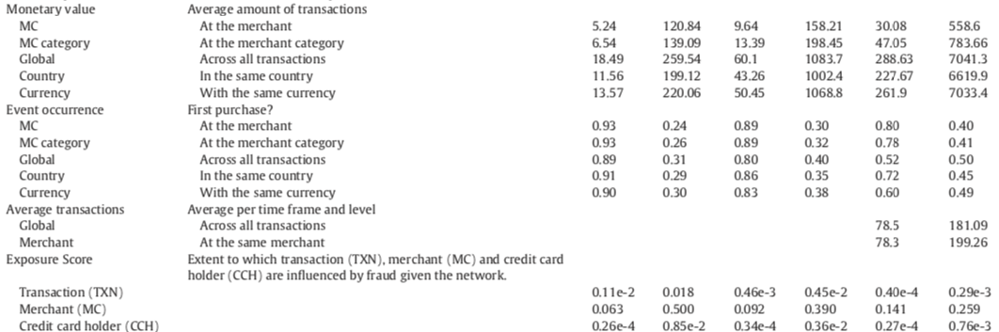 Monetary value Average amount of transactions
MC At the merchant 5.24 120.84 9.64 158.21 30.08 558.6
MC category At the merchant category 6.54 139.09 13.39 198.45 47.05 783.66
Global Across all transactions 18.49 259.54 60.1 1083.7 288.63 7041.3
Country In the same country 11.56 199.12 43.26 1002.4 227.67 6619.9
Currency With the same currency 13.57 220.06 50.45 1068.8 261.9 7033.4
Event occurrence First purchase?
MC At the merchant 0.93 0.24 0.89 0.30 0.80 0.40
MC category At the merchant category 0.93 0.26 0.89 0.32 0.78 0.41
Global Across all transactions 0.89 0.31 0.80 0.40 0.52 0.50
Country In the same country 0.91 0.29 0.86 0.35 0.72 0.45
Currency With the same currency 0.90 0.30 0.83 0.38 0.60 0.49
Average transactions Average per time frame and level
Global Across all transactions 78.5 181.09
Merchant At the same merchant 78.3 199.26
Exposure Score Extent to which transaction (TXN), merchant (MC) and credit card
holder (CCH) are influenced by fraud given the network.
Transaction (TXN) 0.11e-2 0.018 0.46e-3 0.45e-2 0.40e-4 0.29e-3
Merchant (MC) 0.063 0.500 0.092 0.390 0.141 0.259
Credit card holder (CCH) 0.26e-4 0.85e-2 0.34e-4 0.36e-2 0.27e-4 0.76e-3